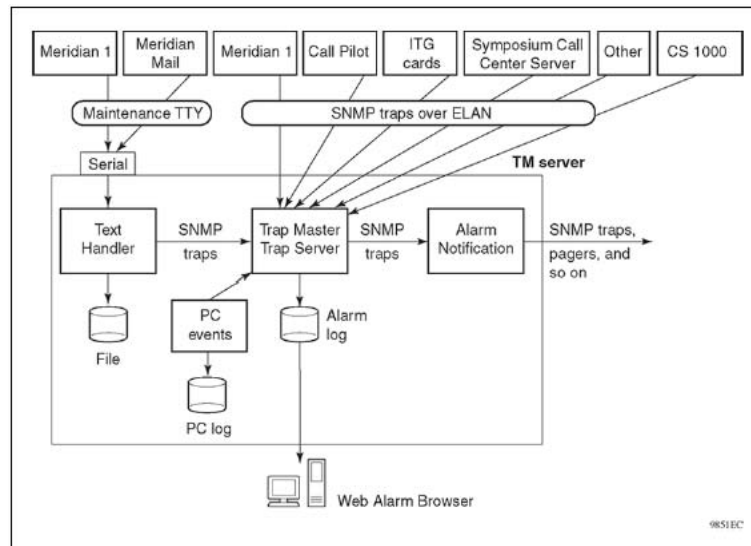 Meridian 1
Meridian
Mail
Meridian 1
Call Pilot
ITG
cards
Symposium Call
Center Server
Other
CS 1000
Maintenance TTY
SNMP traps over ELAN
Serial
TM server
Text
Handler
SNMP
traps
Trap Master
Trap Server
SNMP
traps
Alarm
Notification
SNMP traps,
pagers, and
so on
File
PC
events
Alarm
log
PC log
Web Alarm Browser
9851EC